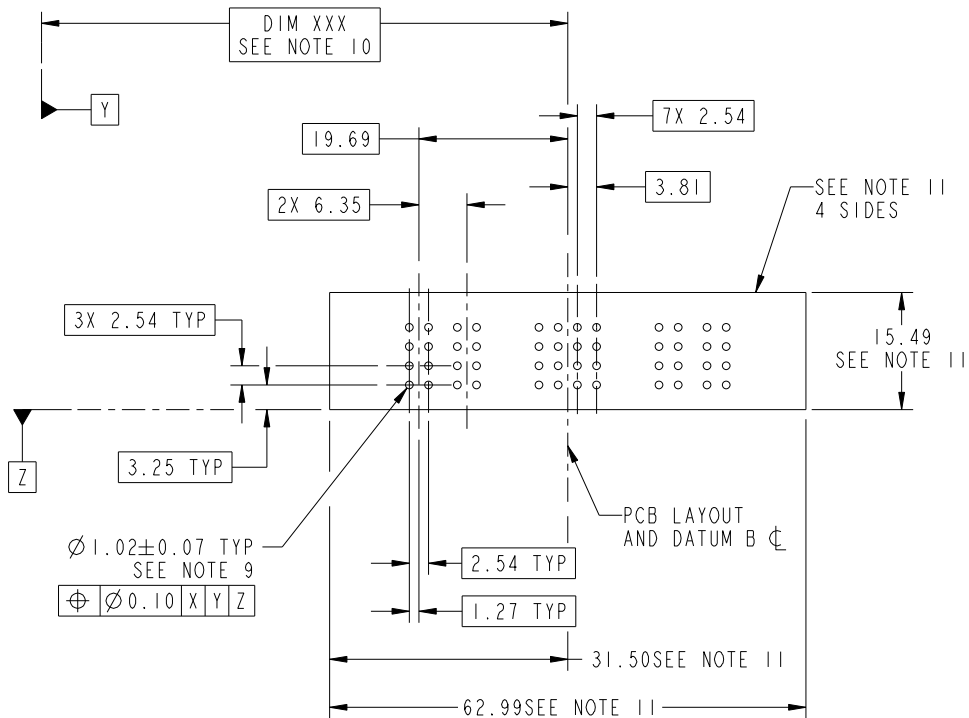 DIM XXX
SEE NOTE 10
Y
7X 2.54
19.69
3.81
2X 6.35
SEE NOTE 11
4 SIDES
3X 2.54 TYP
15.49
SEE NOTE 11
3.25 TYP
Z
PCB LAYOUT
AND DATUM B ℄
Ø1.02±0.07 TYP
SEE NOTE 9
⌖ Ø0.10 X Y Z
2.54 TYP
1.27 TYP
31.50SEE NOTE 11
62.99SEE NOTE 11